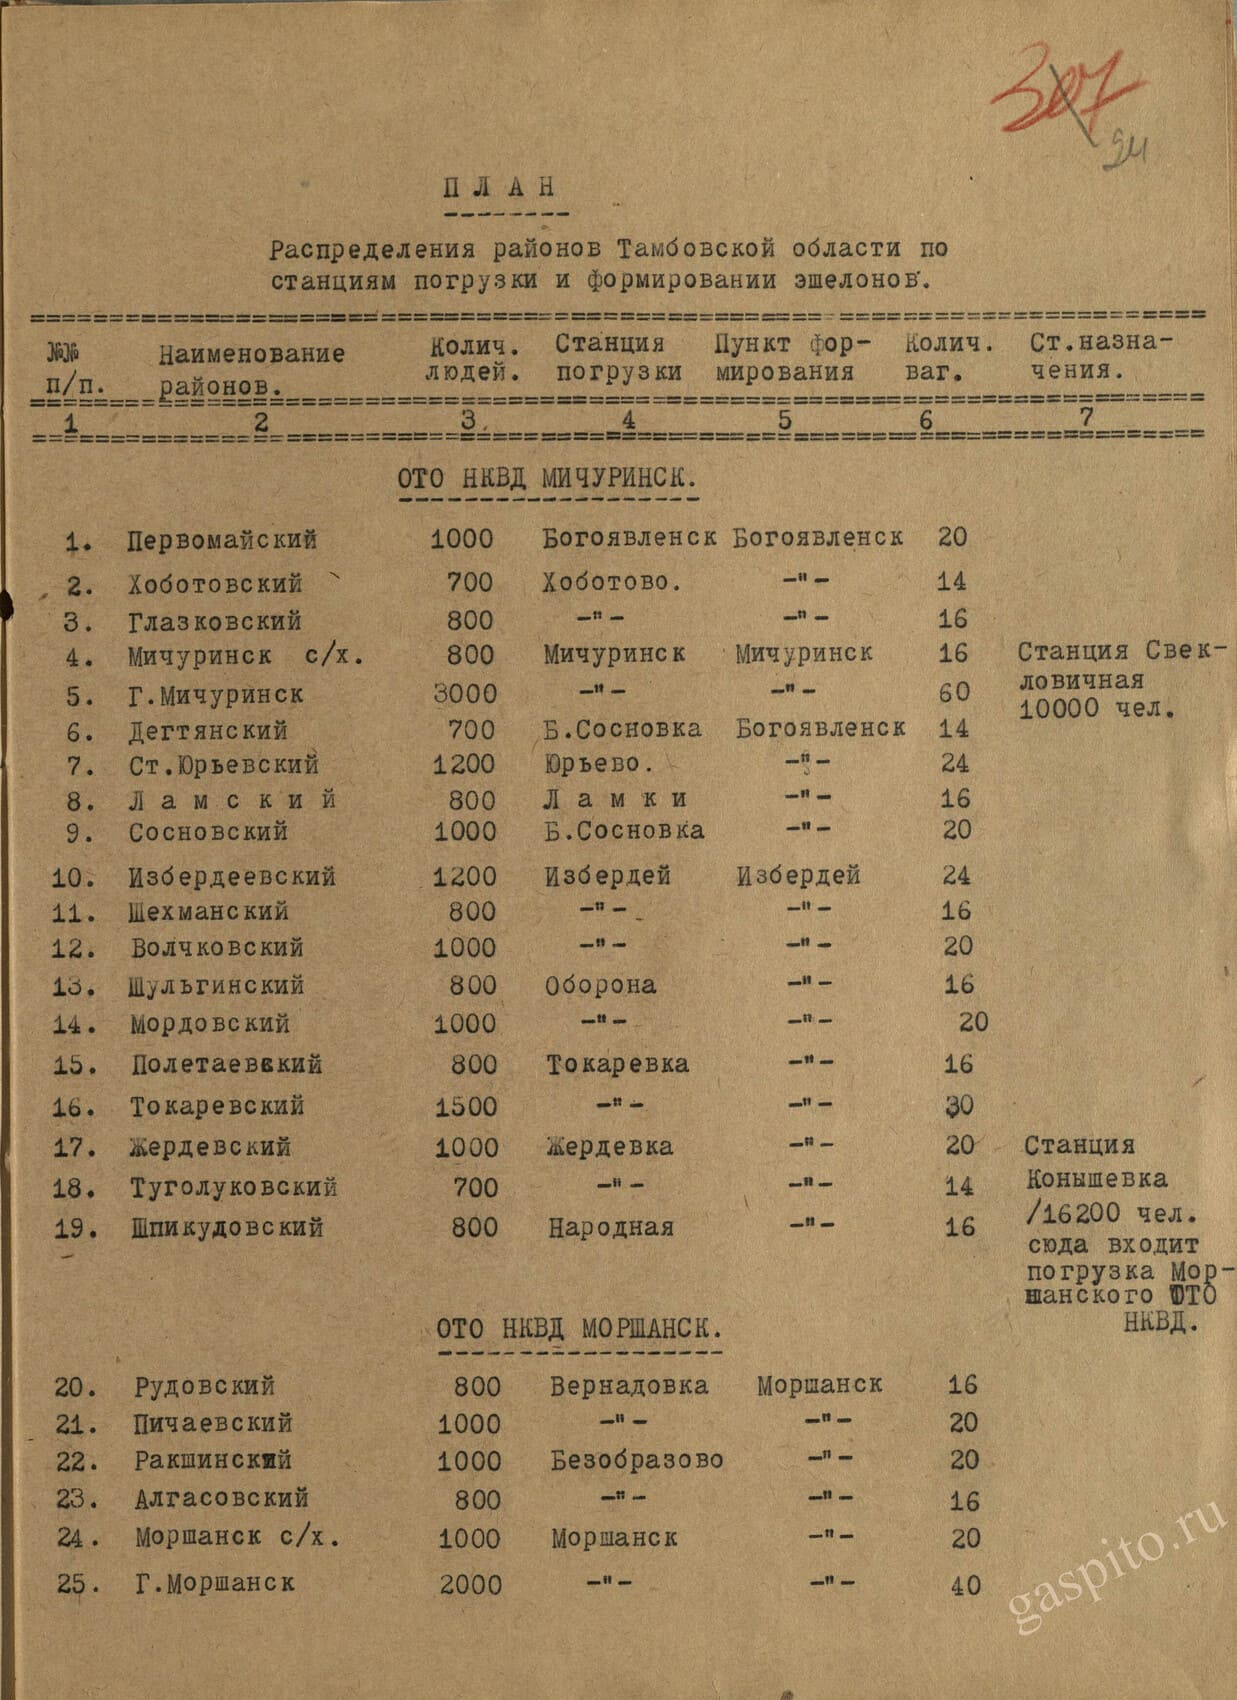 307
94
ПЛАН
Распределения районов Тамбовской области по
станциям погрузки и формировании эшелонов.
№№ п/п. Наименование районов. Колич. людей. Станция погрузки Пункт формирования Колич. ваг. Ст.назначения.
1 2 3 4 5 6 7
ОТО НКВД МИЧУРИНСК.
1. Первомайский 1000 Богоявленск Богоявленск 20
2. Хоботовский 700 Хоботово. -"- 14
3. Глазковский 800 -"- -"- 16
4. Мичуринск с/х. 800 Мичуринск Мичуринск 16 Станция Свек-
5. Г.Мичуринск 3000 -"- -"- 60 ловичная
10000 чел.
6. Дегтянский 700 Б.Сосновка Богоявленск 14
7. Ст.Юрьевский 1200 Юрьево. -"- 24
8. Ламский 800 Ламки -"- 16
9. Сосновский 1000 Б.Сосновка -"- 20
10. Избердеевский 1200 Избердей Избердей 24
11. Шехманский 800 -"- -"- 16
12. Волчковский 1000 -"- -"- 20
13. Шульгинский 800 Оборона -"- 16
14. Мордовский 1000 -"- -"- 20
15. Полетаевский 800 Токаревка -"- 16
16. Токаревский 1500 -"- -"- 30
17. Жердевский 1000 Жердевка -"- 20 Станция
18. Туголуковский 700 -"- -"- 14 Конышевка
19. Шпикудовский 800 Народная -"- 16 /16200 чел.
сюда входит
погрузка Мор-
шанского ОТО
НКВД.
ОТО НКВД МОРШАНСК.
20. Рудовский 800 Вернадовка Моршанск 16
21. Пичаевский 1000 -"- -"- 20
22. Ракшинский 1000 Безобразово -"- 20
23. Алгасовский 800 -"- -"- 16
24. Моршанск с/х. 1000 Моршанск -"- 20
25. Г.Моршанск 2000 -"- -"- 40
gaspito.ru